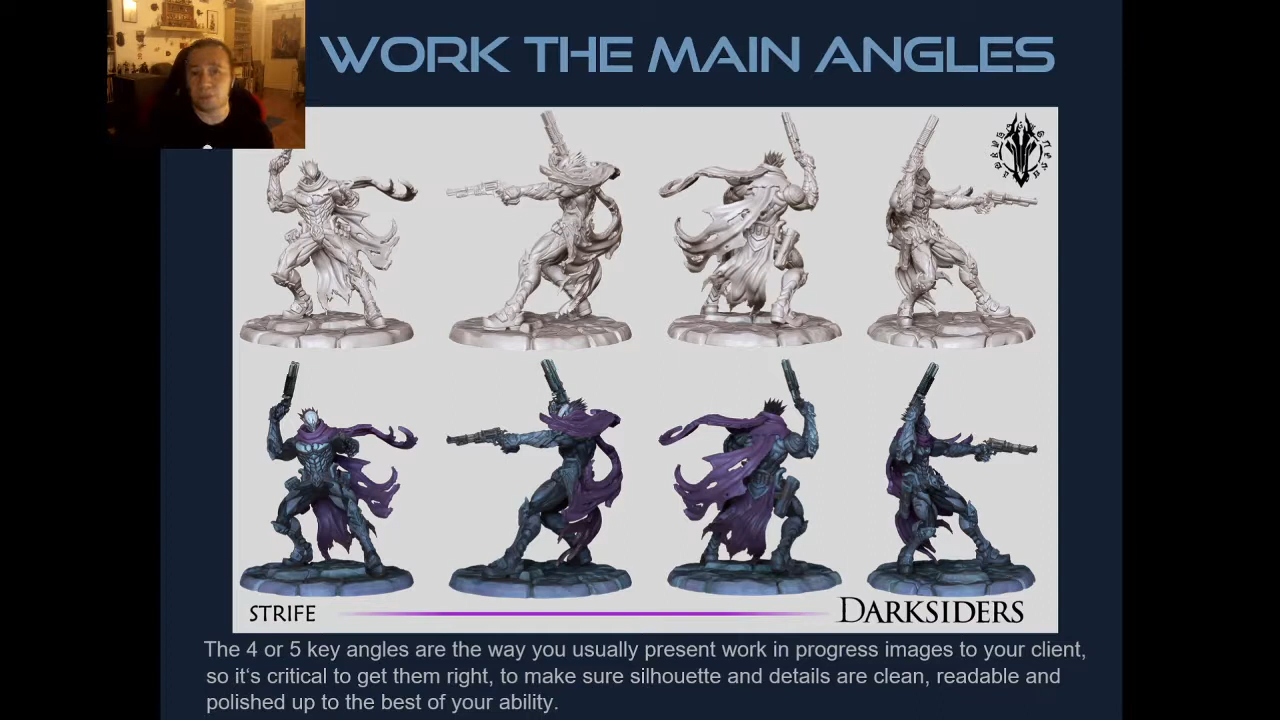 WORK THE MAIN ANGLES
STRIFE
DARKSIDERS
The 4 or 5 key angles are the way you usually present work in progress images to your client,
so it‘s critical to get them right, to make sure silhouette and details are clean, readable and
polished up to the best of your ability.